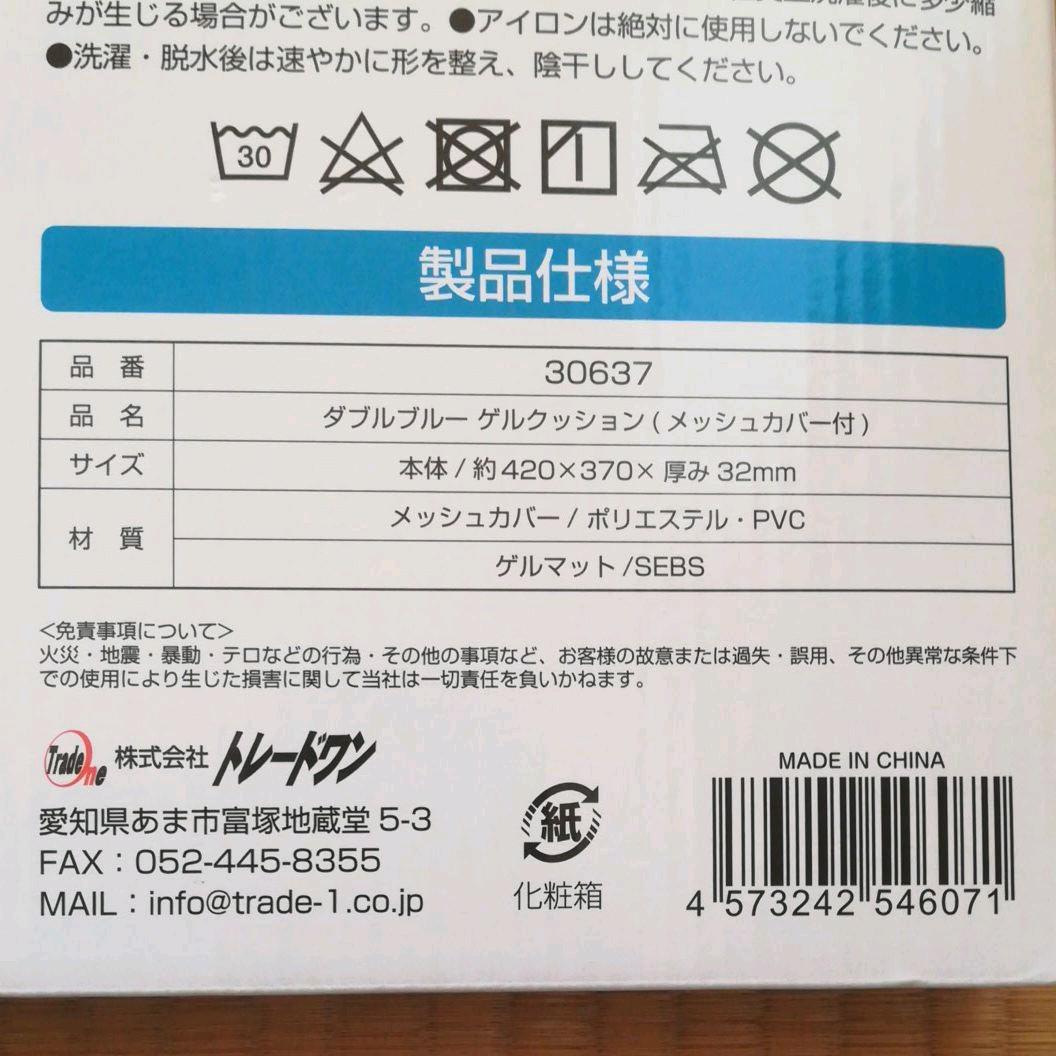 みが生じる場合がございます。●アイロンは絶対に使用しないでください。
●洗濯・脱水後は速やかに形を整え、陰干ししてください。
30
製品仕様
品 番 30637
品 名 ダブルブルー ゲルクッション(メッシュカバー付)
サイズ 本体/約420×370×厚み32mm
材 質 メッシュカバー/ポリエステル・PVC
ゲルマット/SEBS
<免責事項について>
火災・地震・暴動・テロなどの行為・その他の事項など、お客様の故意または過失・誤用、その他異常な条件下
での使用により生じた損害に関して当社は一切責任を負いかねます。
TradeOne 株式会社 トレードワン
愛知県あま市富塚地蔵堂 5-3
FAX:052-445-8355
MAIL:info@trade-1.co.jp
紙
化粧箱
MADE IN CHINA
4 573242 546071